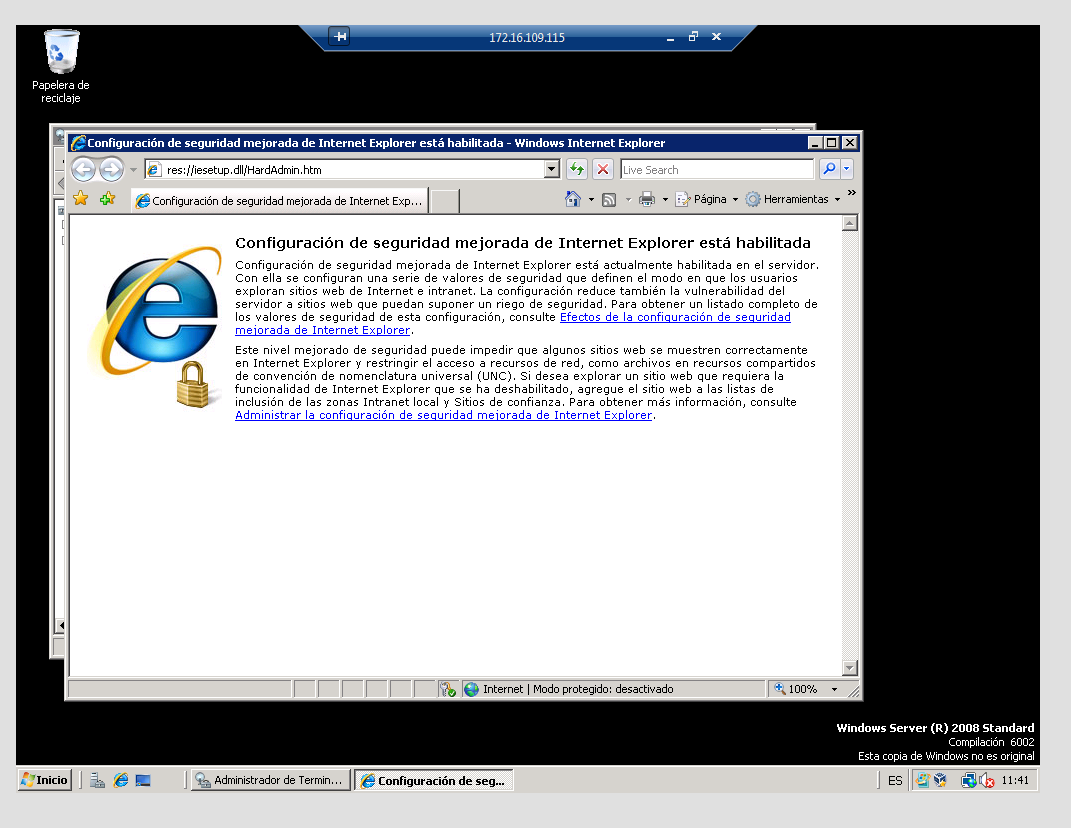 172.16.109.115
Papelera de
reciclaje
Configuración de seguridad mejorada de Internet Explorer está habilitada - Windows Internet Explorer
res://iesetup.dll/HardAdmin.htm
Live Search
Configuración de seguridad mejorada de Internet Exp...
Página
Herramientas
»
Configuración de seguridad mejorada de Internet Explorer está habilitada
Configuración de seguridad mejorada de Internet Explorer está actualmente habilitada en el servidor.
Con ella se configuran una serie de valores de seguridad que definen el modo en que los usuarios
exploran sitios web de Internet e intranet. La configuración reduce también la vulnerabilidad del
servidor a sitios web que puedan suponer un riego de seguridad. Para obtener un listado completo de
los valores de seguridad de esta configuración, consulte Efectos de la configuración de seguridad
mejorada de Internet Explorer.
Este nivel mejorado de seguridad puede impedir que algunos sitios web se muestren correctamente
en Internet Explorer y restringir el acceso a recursos de red, como archivos en recursos compartidos
de convención de nomenclatura universal (UNC). Si desea explorar un sitio web que requiera la
funcionalidad de Internet Explorer que se ha deshabilitado, agregue el sitio web a las listas de
inclusión de las zonas Intranet local y Sitios de confianza. Para obtener más información, consulte
Administrar la configuración de seguridad mejorada de Internet Explorer.
Internet | Modo protegido: desactivado
100%
Windows Server (R) 2008 Standard
Compilación 6002
Esta copia de Windows no es original
Inicio
Administrador de Termin...
Configuración de seg...
ES
11:41